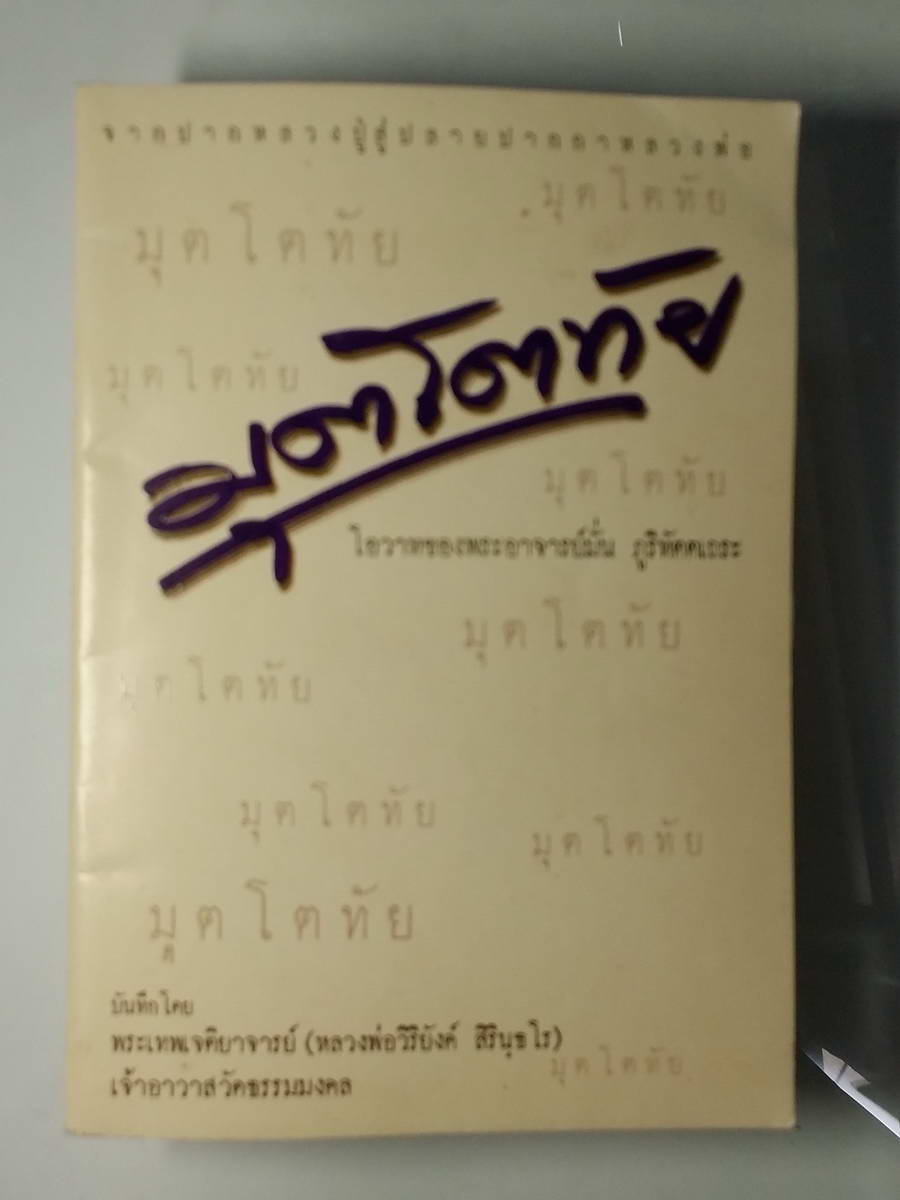 จากปากหลวงปู่สู่ปลายปากกาหลวงพ่อ
มุตโตทัย
มุตโตทัย
มุตโตทัย
มุตโตทัย
มุตโตทัย
โอวาทของพระอาจารย์มั่น ภูริทัตตเถระ
มุตโตทัย
มุตโตทัย
มุตโตทัย
มุตโตทัย
มุตโตทัย
บันทึกโดย
พระเทพเจติยาจารย์ (หลวงพ่อวิริยังค์ สิรินฺธโร)
มุตโตทัย
เจ้าอาวาสวัดธรรมมงคล